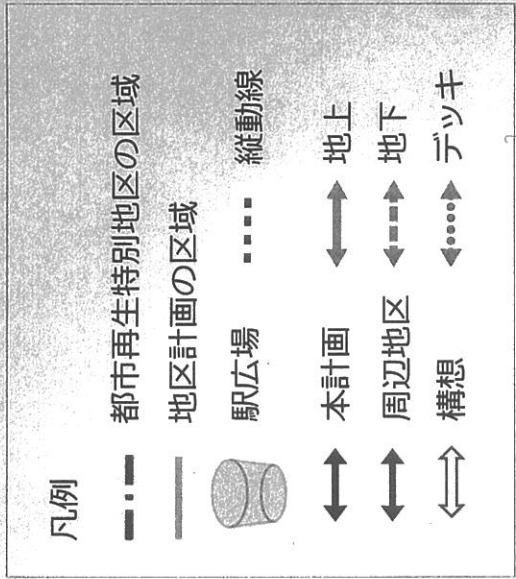 凡例
都市再生特別地区の区域
地区計画の区域
駅広場 縦動線
本計画 地上
周辺地区 地下
構想 デッキ